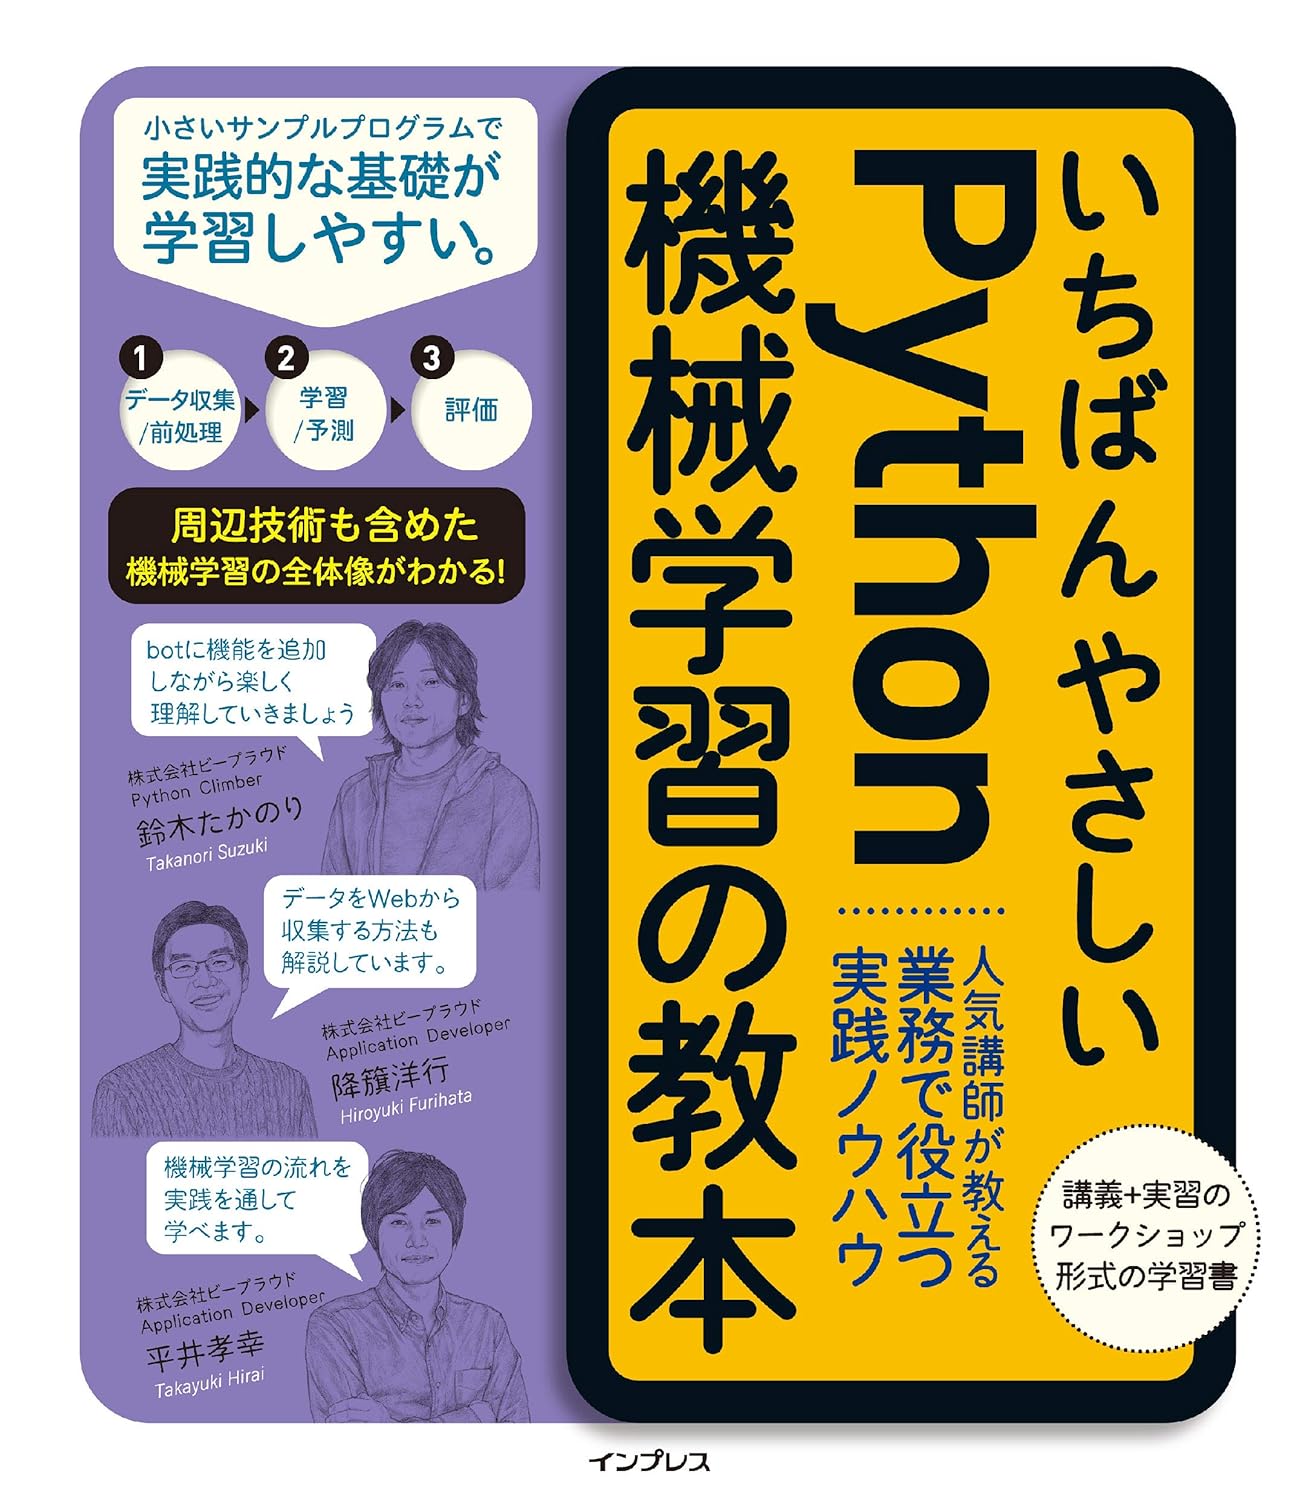 いちばんやさしい
Python
機械学習の教本
人気講師が教える
業務で役立つ
実践ノウハウ
講義+実習の
ワークショップ
形式の学習書
小さいサンプルプログラムで
実践的な基礎が
学習しやすい。
1
データ収集
/前処理
2
学習
/予測
3
評価
周辺技術も含めた
機械学習の全体像がわかる!
botに機能を追加
しながら楽しく
理解していきましょう
株式会社ビープラウド
Python Climber
鈴木たかのり
Takanori Suzuki
データをWebから
収集する方法も
解説しています。
株式会社ビープラウド
Application Developer
降籏洋行
Hiroyuki Furihata
機械学習の流れを
実践を通して
学べます。
株式会社ビープラウド
Application Developer
平井孝幸
Takayuki Hirai
インプレス